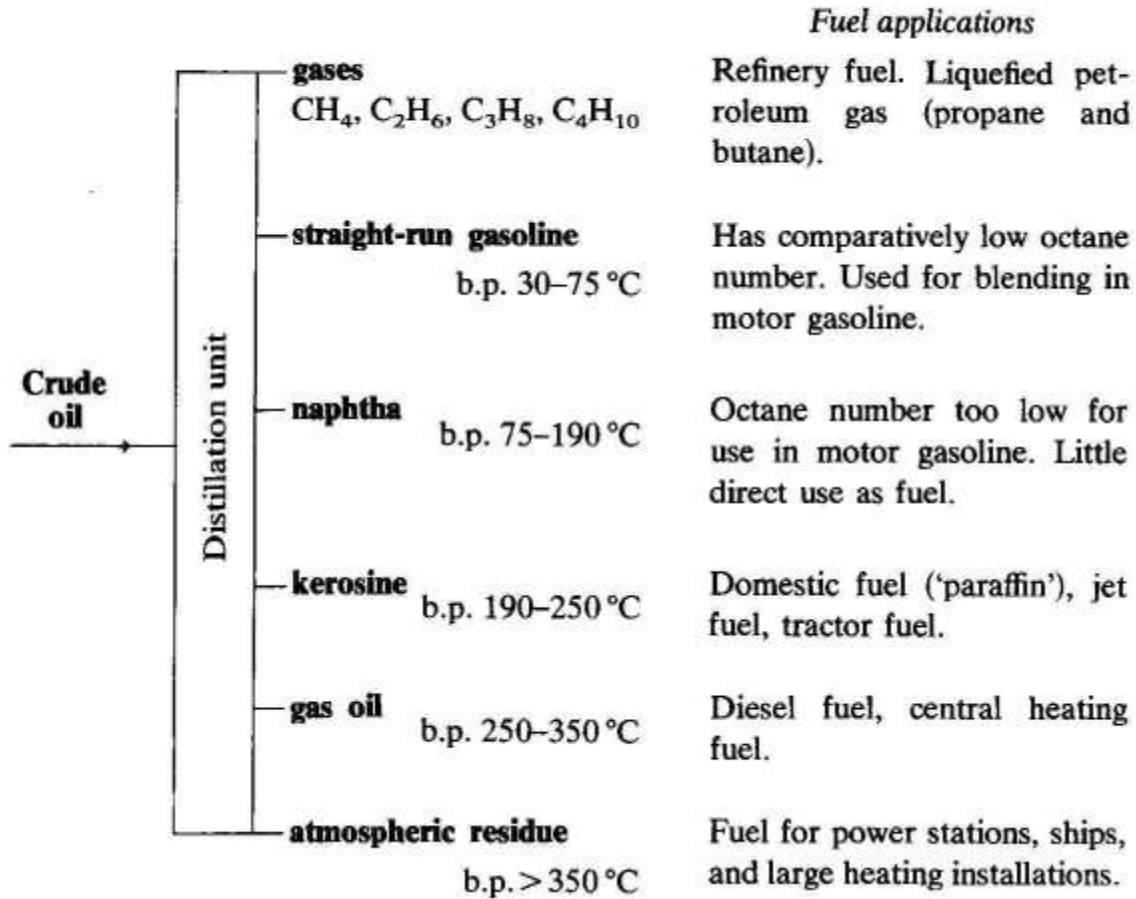 Fuel applications
gases
CH₄, C₂H₆, C₃H₈, C₄H₁₀
Refinery fuel. Liquefied pet-
roleum gas (propane and
butane).
straight-run gasoline
b.p. 30–75 °C
Has comparatively low octane
number. Used for blending in
motor gasoline.
Crude
oil
Distillation unit
naphtha
b.p. 75–190 °C
Octane number too low for
use in motor gasoline. Little
direct use as fuel.
kerosine
b.p. 190–250 °C
Domestic fuel (‘paraffin’), jet
fuel, tractor fuel.
gas oil
b.p. 250–350 °C
Diesel fuel, central heating
fuel.
atmospheric residue
b.p. > 350 °C
Fuel for power stations, ships,
and large heating installations.